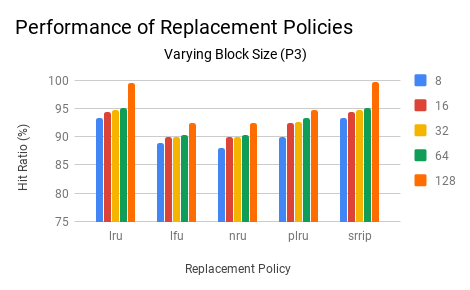 Performance of Replacement Policies
Varying Block Size (P3)
Hit Ratio (%)
100
95
90
85
80
75
lru
lfu
nru
plru
srrip
Replacement Policy
8
16
32
64
128